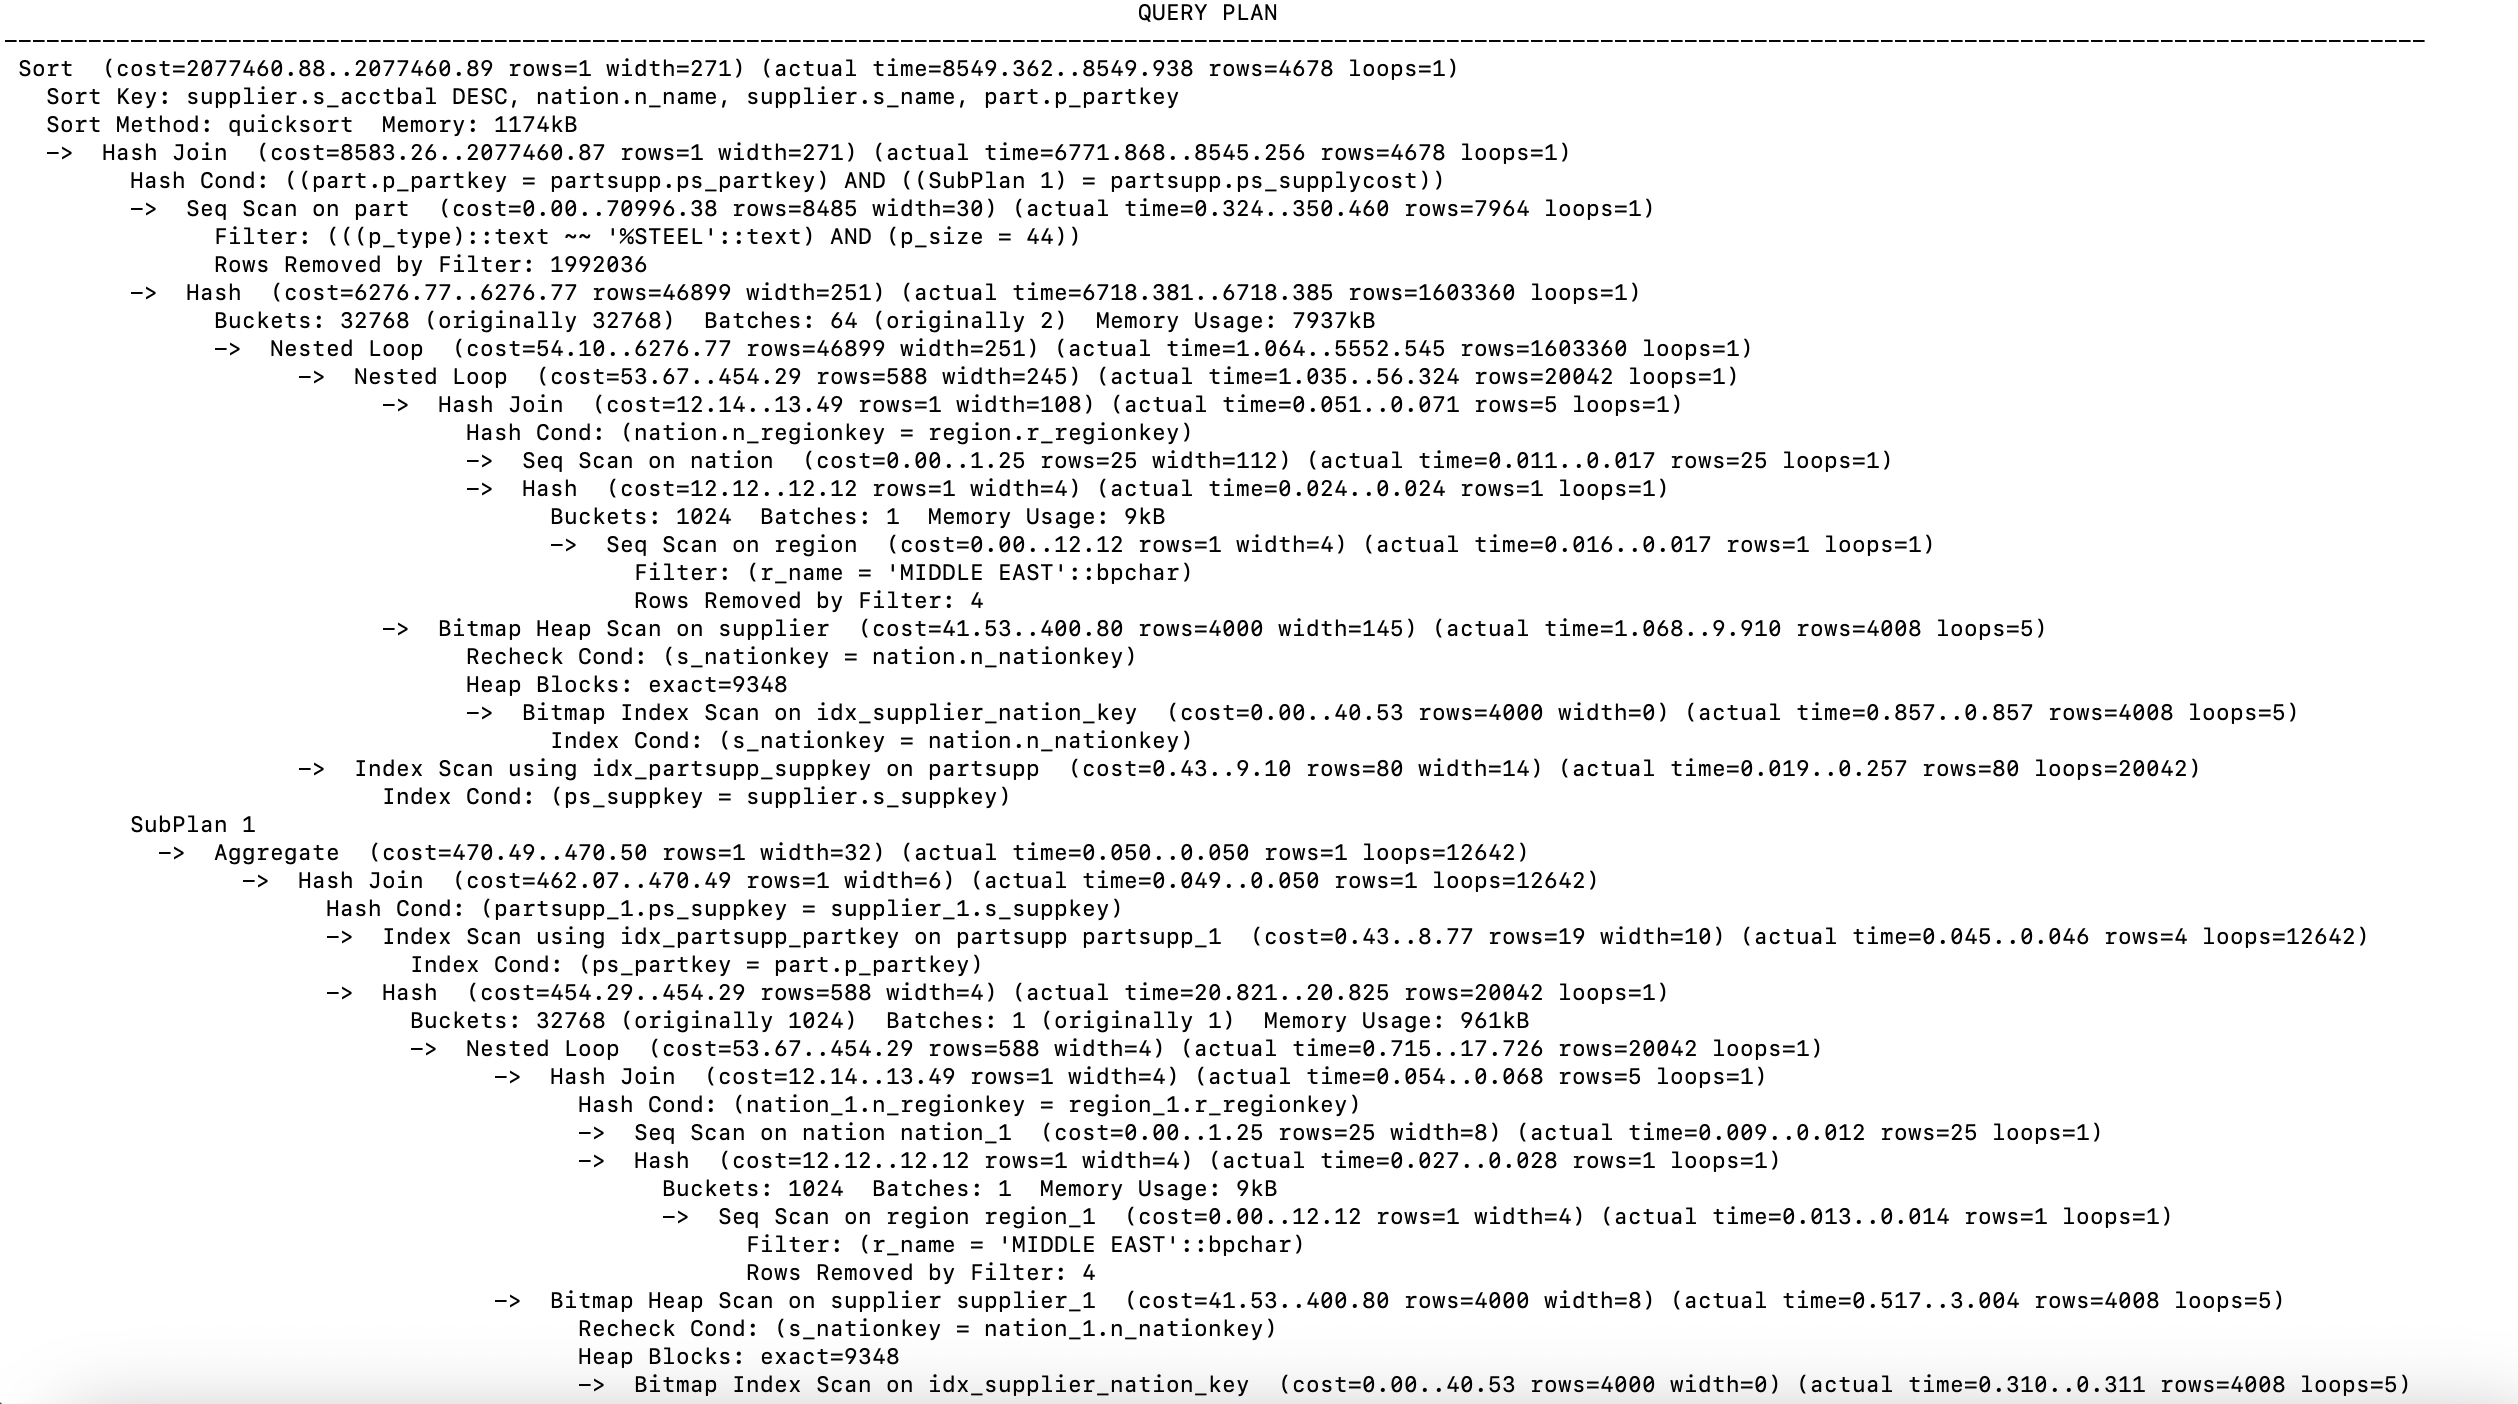 QUERY PLAN
-----------------------------------------------------------------------------------------------------------------------------------------------------------------------------
Sort  (cost=2077460.88..2077460.89 rows=1 width=271) (actual time=8549.362..8549.938 rows=4678 loops=1)
Sort Key: supplier.s_acctbal DESC, nation.n_name, supplier.s_name, part.p_partkey
Sort Method: quicksort  Memory: 1174kB
->  Hash Join  (cost=8583.26..2077460.87 rows=1 width=271) (actual time=6771.868..8545.256 rows=4678 loops=1)
Hash Cond: ((part.p_partkey = partsupp.ps_partkey) AND ((SubPlan 1) = partsupp.ps_supplycost))
->  Seq Scan on part  (cost=0.00..70996.38 rows=8485 width=30) (actual time=0.324..350.460 rows=7964 loops=1)
Filter: (((p_type)::text ~~ '%STEEL'::text) AND (p_size = 44))
Rows Removed by Filter: 1992036
->  Hash  (cost=6276.77..6276.77 rows=46899 width=251) (actual time=6718.381..6718.385 rows=1603360 loops=1)
Buckets: 32768 (originally 32768)  Batches: 64 (originally 2)  Memory Usage: 7937kB
->  Nested Loop  (cost=54.10..6276.77 rows=46899 width=251) (actual time=1.064..5552.545 rows=1603360 loops=1)
->  Nested Loop  (cost=53.67..454.29 rows=588 width=245) (actual time=1.035..56.324 rows=20042 loops=1)
->  Hash Join  (cost=12.14..13.49 rows=1 width=108) (actual time=0.051..0.071 rows=5 loops=1)
Hash Cond: (nation.n_regionkey = region.r_regionkey)
->  Seq Scan on nation  (cost=0.00..1.25 rows=25 width=112) (actual time=0.011..0.017 rows=25 loops=1)
->  Hash  (cost=12.12..12.12 rows=1 width=4) (actual time=0.024..0.024 rows=1 loops=1)
Buckets: 1024  Batches: 1  Memory Usage: 9kB
->  Seq Scan on region  (cost=0.00..12.12 rows=1 width=4) (actual time=0.016..0.017 rows=1 loops=1)
Filter: (r_name = 'MIDDLE EAST'::bpchar)
Rows Removed by Filter: 4
->  Bitmap Heap Scan on supplier  (cost=41.53..400.80 rows=4000 width=145) (actual time=1.068..9.910 rows=4008 loops=5)
Recheck Cond: (s_nationkey = nation.n_nationkey)
Heap Blocks: exact=9348
->  Bitmap Index Scan on idx_supplier_nation_key  (cost=0.00..40.53 rows=4000 width=0) (actual time=0.857..0.857 rows=4008 loops=5)
Index Cond: (s_nationkey = nation.n_nationkey)
->  Index Scan using idx_partsupp_suppkey on partsupp  (cost=0.43..9.10 rows=80 width=14) (actual time=0.019..0.257 rows=80 loops=20042)
Index Cond: (ps_suppkey = supplier.s_suppkey)
SubPlan 1
->  Aggregate  (cost=470.49..470.50 rows=1 width=32) (actual time=0.050..0.050 rows=1 loops=12642)
->  Hash Join  (cost=462.07..470.49 rows=1 width=6) (actual time=0.049..0.050 rows=1 loops=12642)
Hash Cond: (partsupp_1.ps_suppkey = supplier_1.s_suppkey)
->  Index Scan using idx_partsupp_partkey on partsupp partsupp_1  (cost=0.43..8.77 rows=19 width=10) (actual time=0.045..0.046 rows=4 loops=12642)
Index Cond: (ps_partkey = part.p_partkey)
->  Hash  (cost=454.29..454.29 rows=588 width=4) (actual time=20.821..20.825 rows=20042 loops=1)
Buckets: 32768 (originally 1024)  Batches: 1 (originally 1)  Memory Usage: 961kB
->  Nested Loop  (cost=53.67..454.29 rows=588 width=4) (actual time=0.715..17.726 rows=20042 loops=1)
->  Hash Join  (cost=12.14..13.49 rows=1 width=4) (actual time=0.054..0.068 rows=5 loops=1)
Hash Cond: (nation_1.n_regionkey = region_1.r_regionkey)
->  Seq Scan on nation nation_1  (cost=0.00..1.25 rows=25 width=8) (actual time=0.009..0.012 rows=25 loops=1)
->  Hash  (cost=12.12..12.12 rows=1 width=4) (actual time=0.027..0.028 rows=1 loops=1)
Buckets: 1024  Batches: 1  Memory Usage: 9kB
->  Seq Scan on region region_1  (cost=0.00..12.12 rows=1 width=4) (actual time=0.013..0.014 rows=1 loops=1)
Filter: (r_name = 'MIDDLE EAST'::bpchar)
Rows Removed by Filter: 4
->  Bitmap Heap Scan on supplier supplier_1  (cost=41.53..400.80 rows=4000 width=8) (actual time=0.517..3.004 rows=4008 loops=5)
Recheck Cond: (s_nationkey = nation_1.n_nationkey)
Heap Blocks: exact=9348
->  Bitmap Index Scan on idx_supplier_nation_key  (cost=0.00..40.53 rows=4000 width=0) (actual time=0.310..0.311 rows=4008 loops=5)